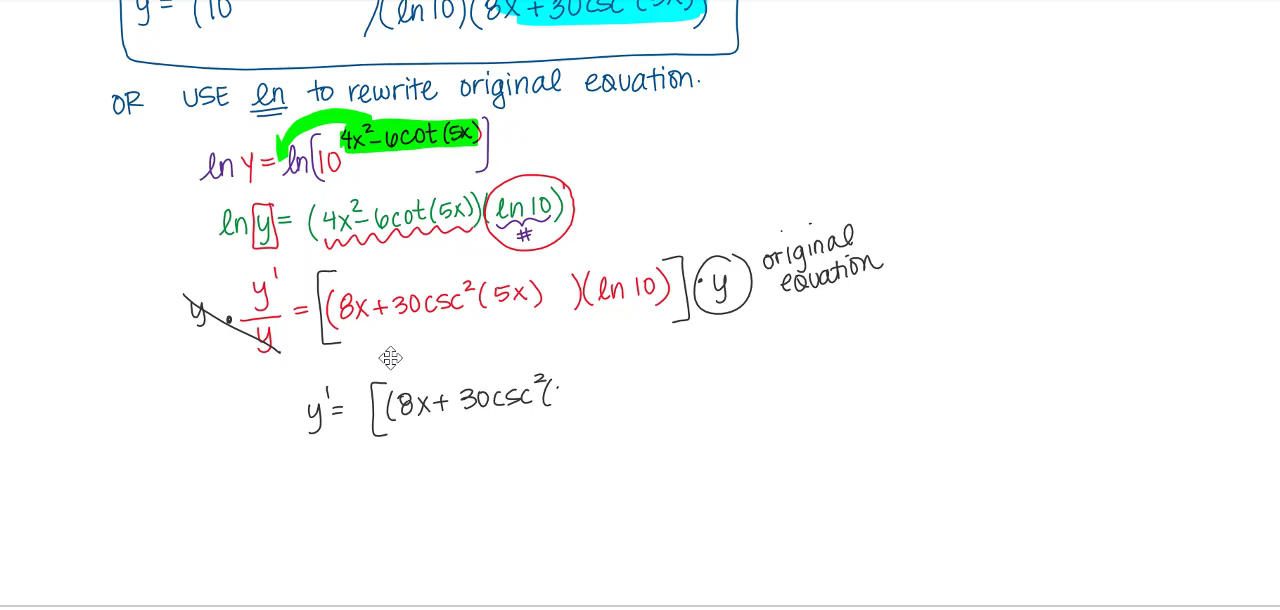 y = (10 )(ln 10)(8x + 30csc (5x))
OR USE ln to rewrite original equation.
ln y = ln[10^{4x²-6cot(5x)}]
ln[y] = (4x²-6cot(5x))(ln 10)
#
y · y'/y = [(8x+30csc²(5x) )(ln 10)]·y original equation
y' = [(8x+ 30csc²(